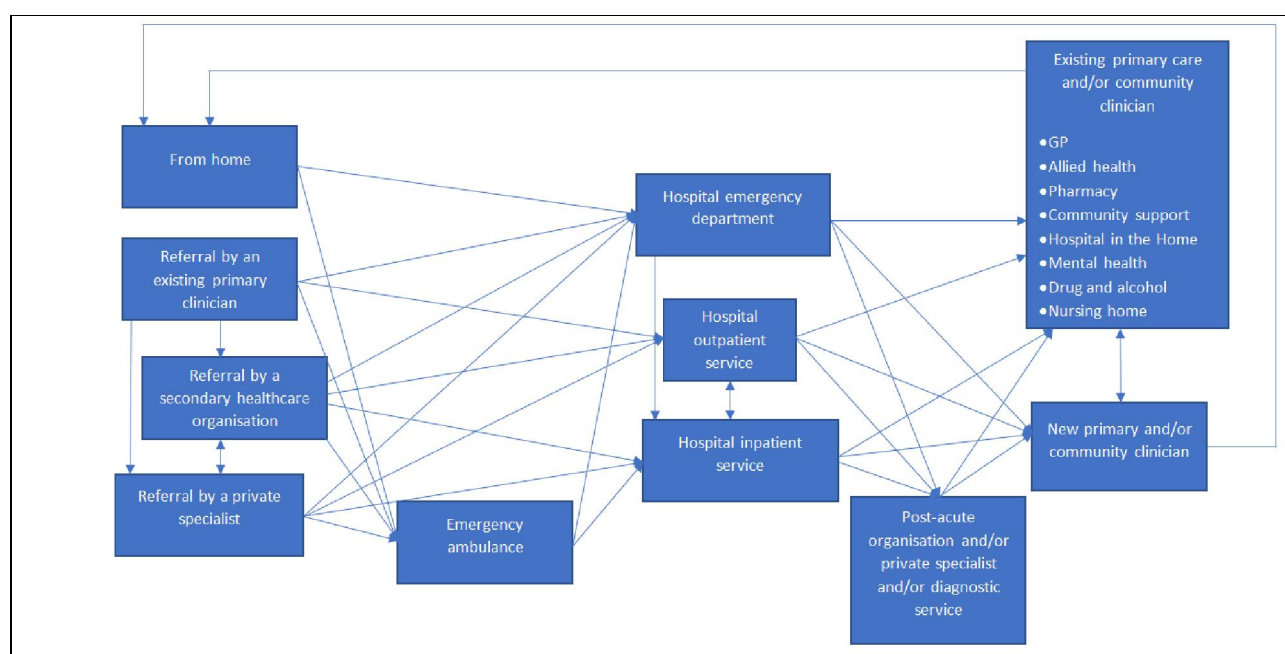 From home
Referral by an
existing primary
clinician
Referral by a
secondary healthcare
organisation
Referral by a private
specialist
Emergency
ambulance
Hospital emergency
department
Hospital
outpatient
service
Hospital inpatient
service
Post-acute
organisation and/or
private specialist
and/or diagnostic
service
Existing primary care
and/or community
clinician
•GP
•Allied health
•Pharmacy
•Community support
•Hospital in the Home
•Mental health
•Drug and alcohol
•Nursing home
New primary and/or
community clinician